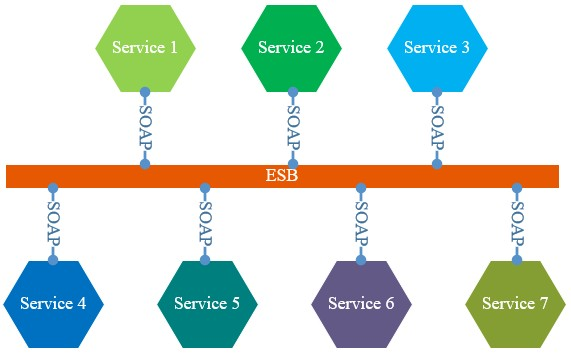 Service 1
Service 2
Service 3
SOAP
SOAP
SOAP
ESB
SOAP
SOAP
SOAP
SOAP
Service 4
Service 5
Service 6
Service 7